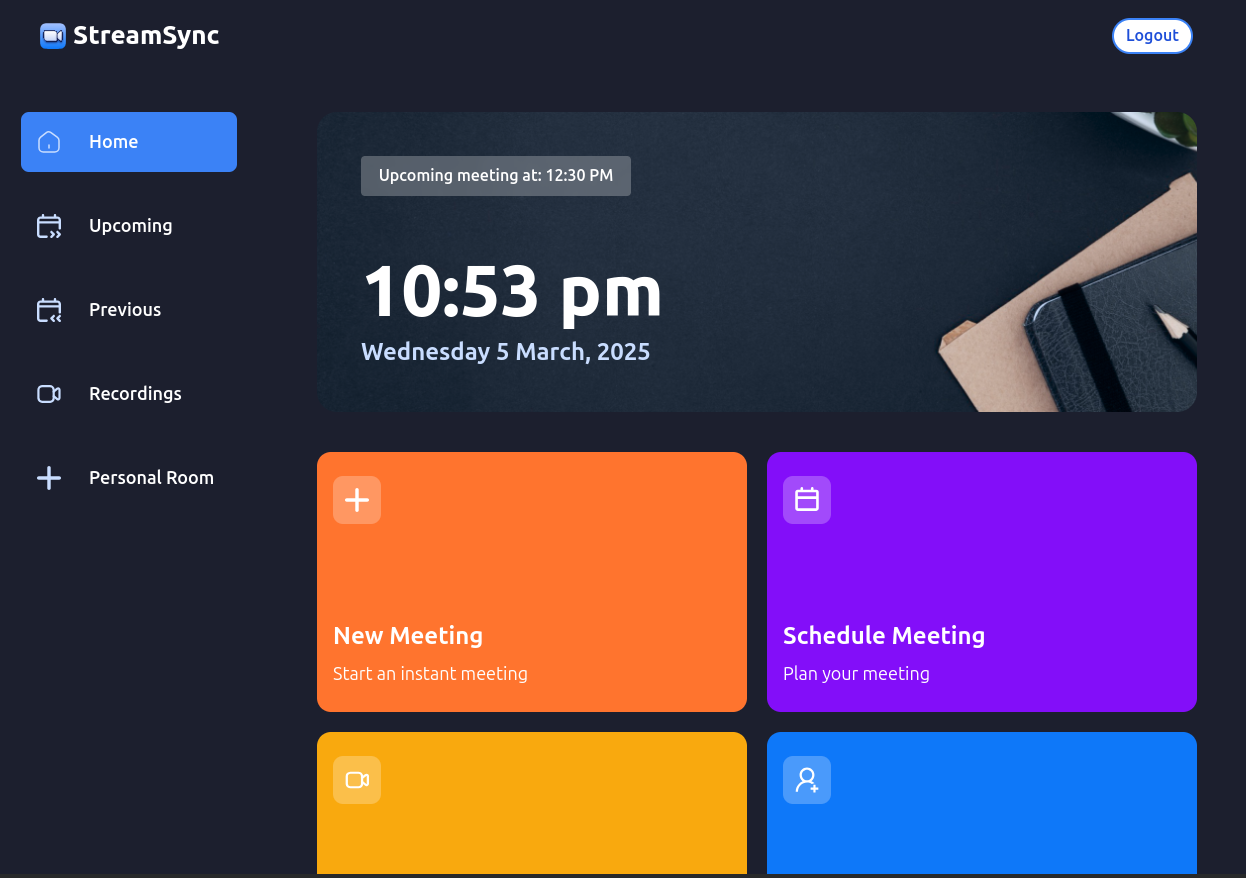 StreamSync
Logout
Home
Upcoming
Previous
Recordings
Personal Room
Upcoming meeting at: 12:30 PM
10:53 pm
Wednesday 5 March, 2025
New Meeting
Start an instant meeting
Schedule Meeting
Plan your meeting